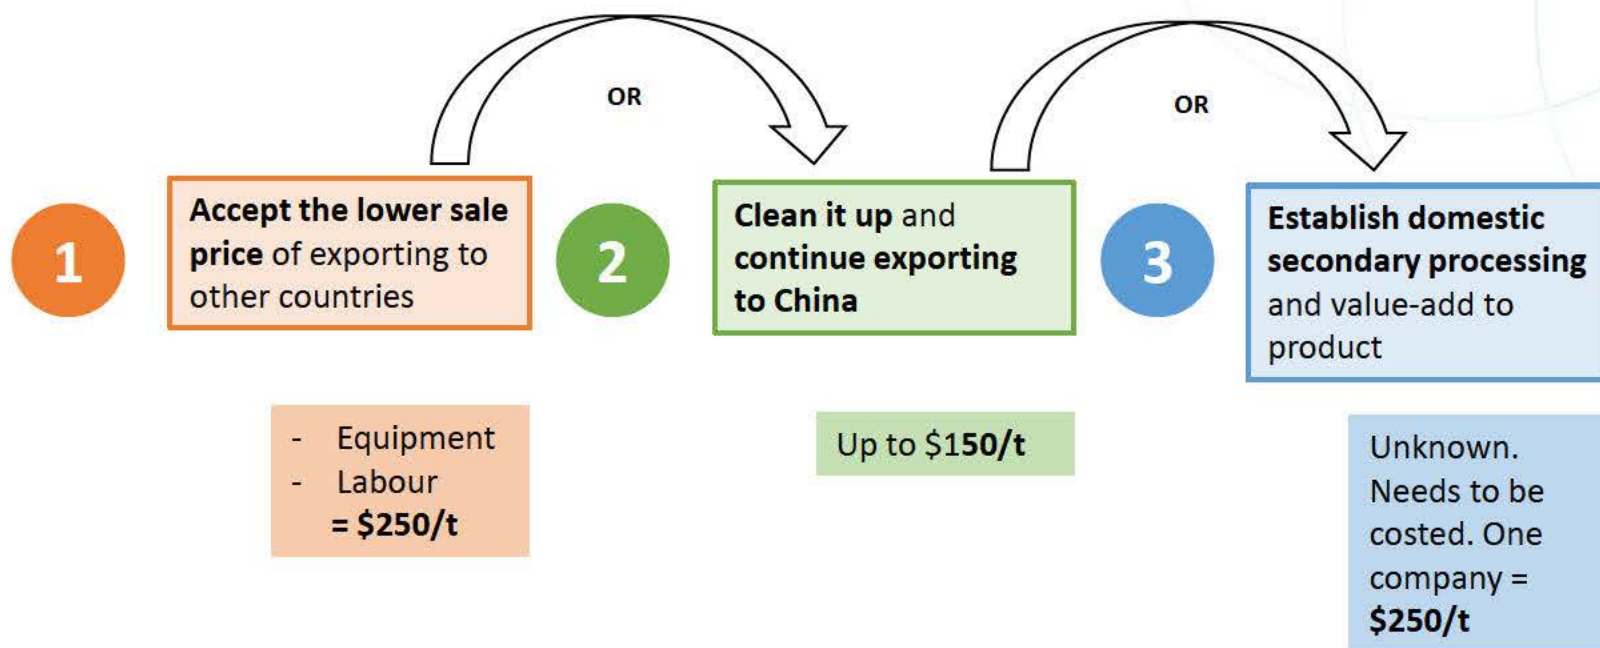 OR
OR
1
Accept the lower sale
price of exporting to
other countries
2
Clean it up and
continue exporting
to China
3
Establish domestic
secondary processing
and value-add to
product
- Equipment
- Labour
= $250/t
Up to $150/t
Unknown.
Needs to be
costed. One
company =
$250/t